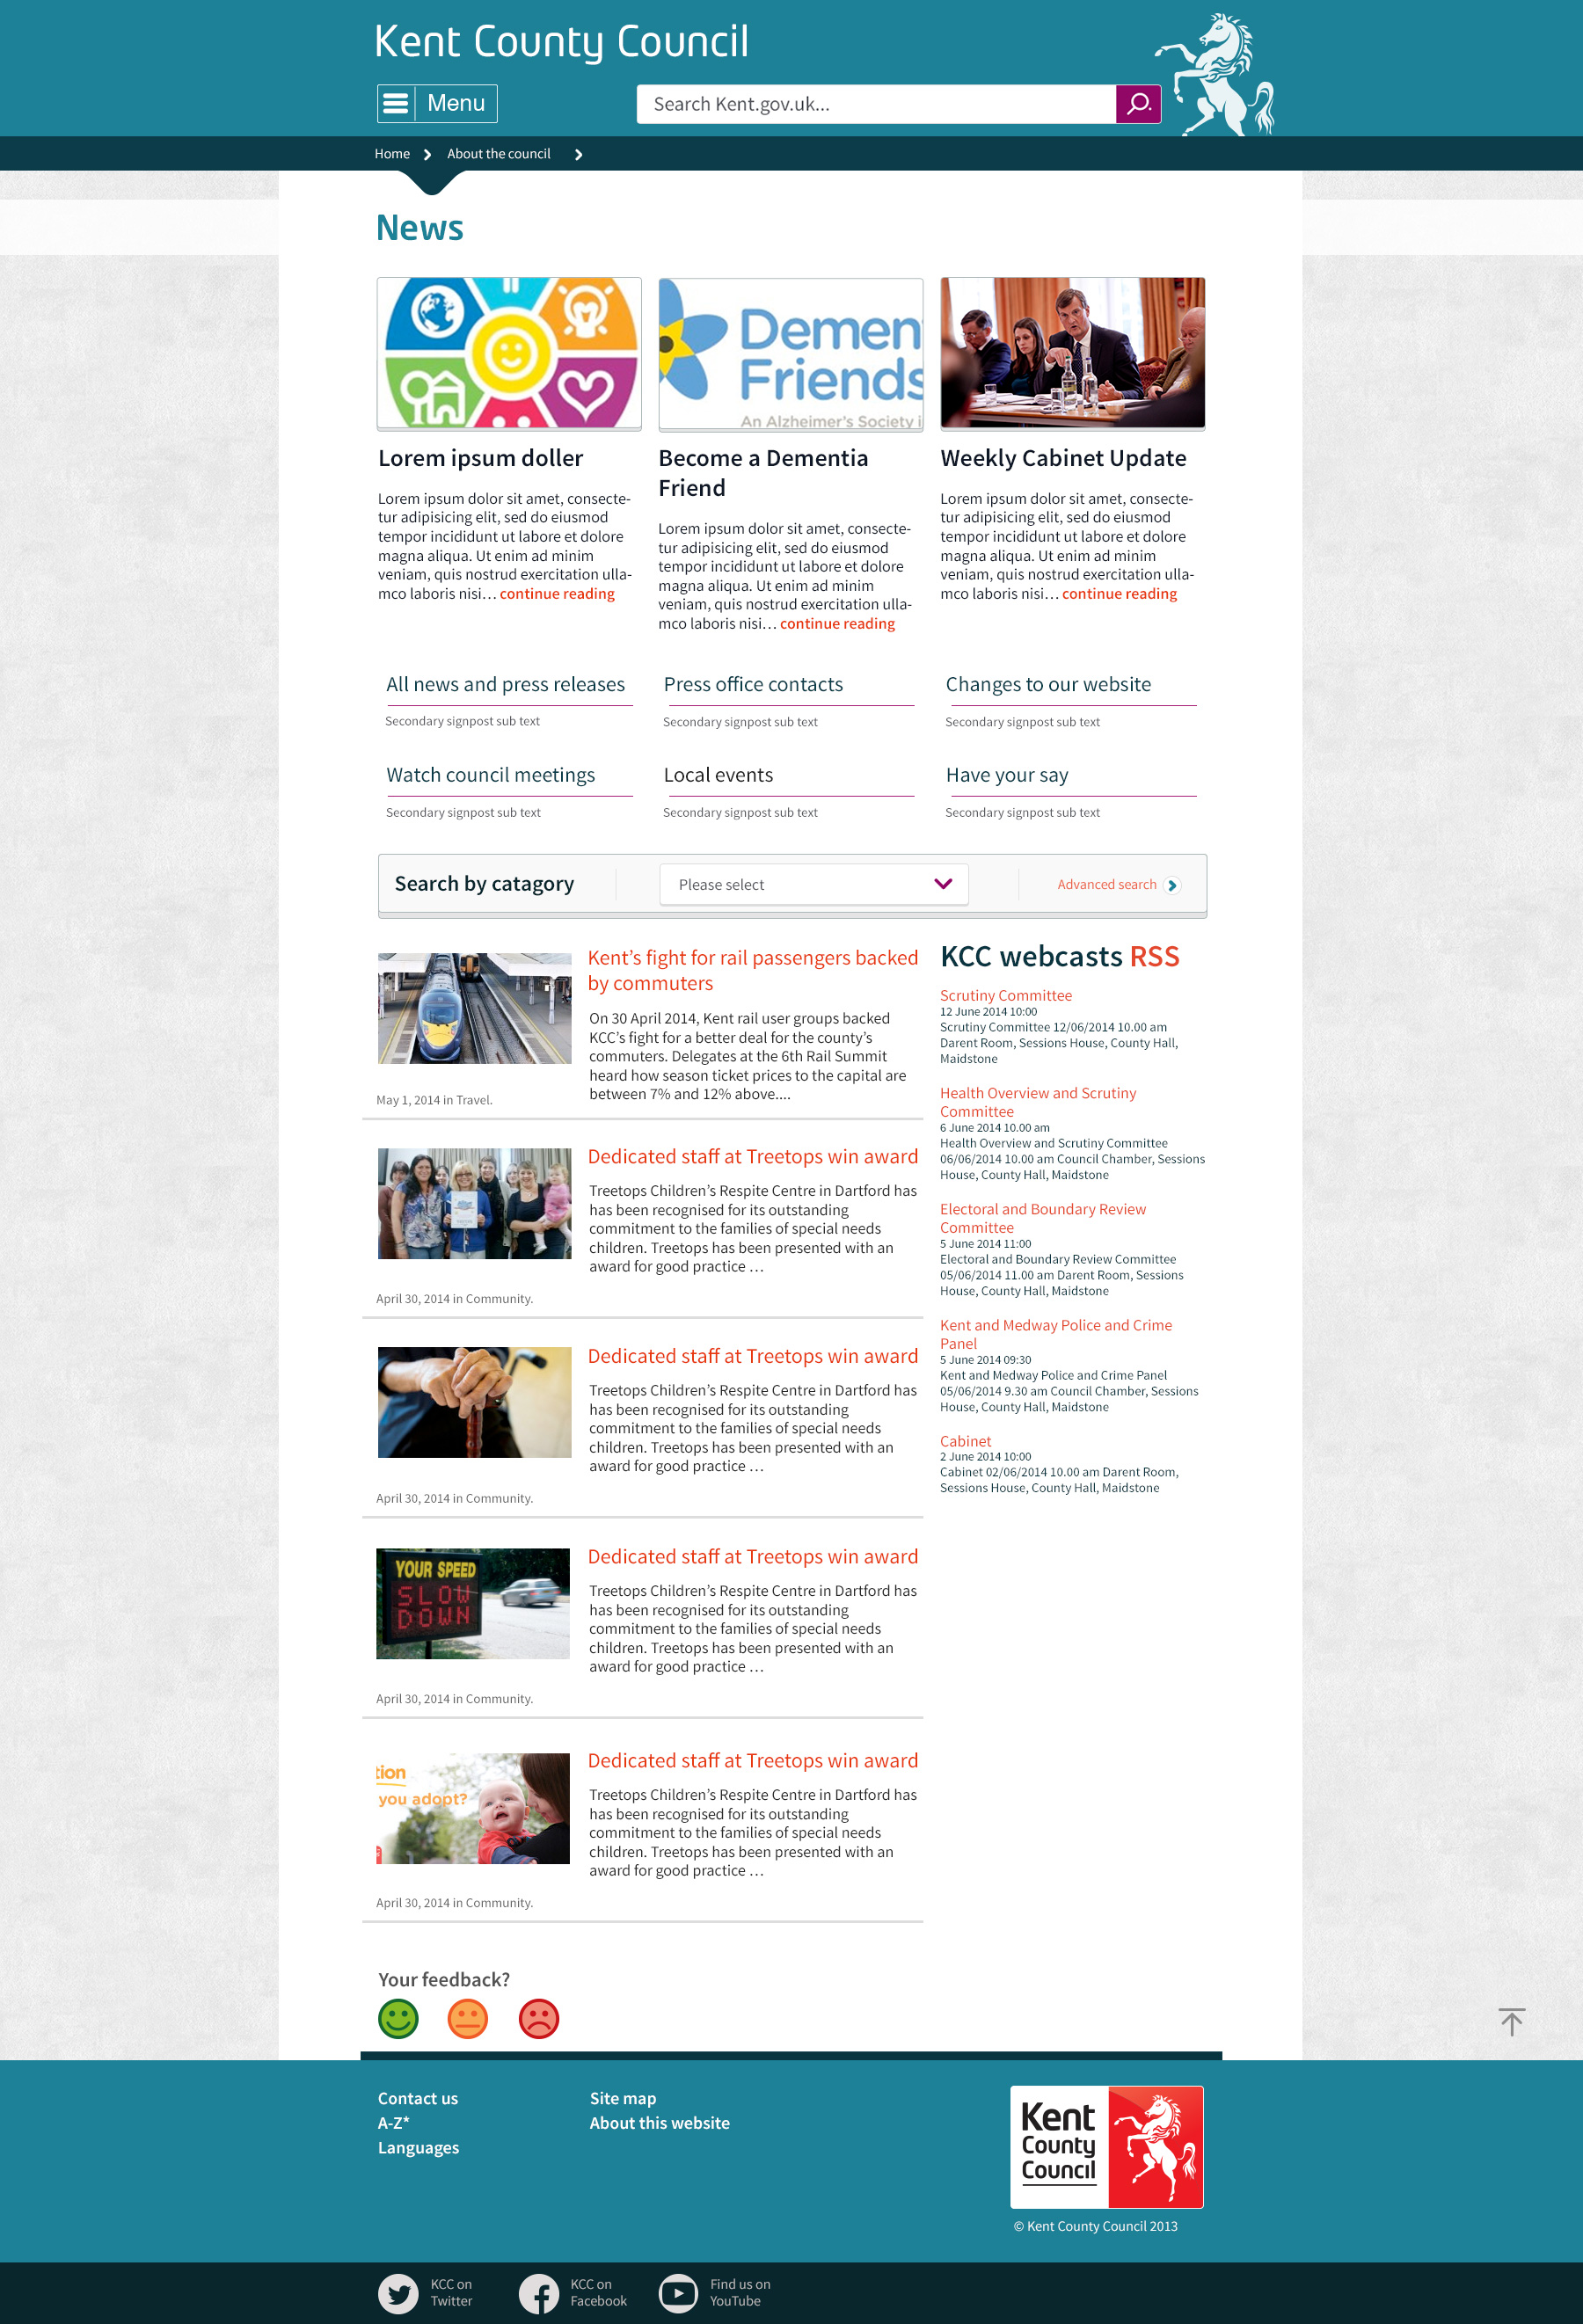 Kent County Council
Menu
Search Kent.gov.uk...
Home
About the council
News
Demen
Friends
An Alzheimer's Society i
Lorem ipsum doller
Lorem ipsum dolor sit amet, consecte-
tur adipisicing elit, sed do eiusmod
tempor incididunt ut labore et dolore
magna aliqua. Ut enim ad minim
veniam, quis nostrud exercitation ulla-
mco laboris nisi… continue reading
Become a Dementia
Friend
Lorem ipsum dolor sit amet, consecte-
tur adipisicing elit, sed do eiusmod
tempor incididunt ut labore et dolore
magna aliqua. Ut enim ad minim
veniam, quis nostrud exercitation ulla-
mco laboris nisi… continue reading
Weekly Cabinet Update
Lorem ipsum dolor sit amet, consecte-
tur adipisicing elit, sed do eiusmod
tempor incididunt ut labore et dolore
magna aliqua. Ut enim ad minim
veniam, quis nostrud exercitation ulla-
mco laboris nisi… continue reading
All news and press releases
Secondary signpost sub text
Press office contacts
Secondary signpost sub text
Changes to our website
Secondary signpost sub text
Watch council meetings
Secondary signpost sub text
Local events
Secondary signpost sub text
Have your say
Secondary signpost sub text
Search by catagory
Please select
Advanced search
Kent’s fight for rail passengers backed
by commuters
On 30 April 2014, Kent rail user groups backed
KCC’s fight for a better deal for the county’s
commuters. Delegates at the 6th Rail Summit
heard how season ticket prices to the capital are
between 7% and 12% above....
May 1, 2014 in Travel.
Dedicated staff at Treetops win award
Treetops Children’s Respite Centre in Dartford has
has been recognised for its outstanding
commitment to the families of special needs
children. Treetops has been presented with an
award for good practice …
April 30, 2014 in Community.
Dedicated staff at Treetops win award
Treetops Children’s Respite Centre in Dartford has
has been recognised for its outstanding
commitment to the families of special needs
children. Treetops has been presented with an
award for good practice …
April 30, 2014 in Community.
YOUR SPEED
SLOW
DOWN
Dedicated staff at Treetops win award
Treetops Children’s Respite Centre in Dartford has
has been recognised for its outstanding
commitment to the families of special needs
children. Treetops has been presented with an
award for good practice …
April 30, 2014 in Community.
tion
you adopt?
Dedicated staff at Treetops win award
Treetops Children’s Respite Centre in Dartford has
has been recognised for its outstanding
commitment to the families of special needs
children. Treetops has been presented with an
award for good practice …
April 30, 2014 in Community.
KCC webcasts RSS
Scrutiny Committee
12 June 2014 10:00
Scrutiny Committee 12/06/2014 10.00 am
Darent Room, Sessions House, County Hall,
Maidstone
Health Overview and Scrutiny
Committee
6 June 2014 10.00 am
Health Overview and Scrutiny Committee
06/06/2014 10.00 am Council Chamber, Sessions
House, County Hall, Maidstone
Electoral and Boundary Review
Committee
5 June 2014 11:00
Electoral and Boundary Review Committee
05/06/2014 11.00 am Darent Room, Sessions
House, County Hall, Maidstone
Kent and Medway Police and Crime
Panel
5 June 2014 09:30
Kent and Medway Police and Crime Panel
05/06/2014 9.30 am Council Chamber, Sessions
House, County Hall, Maidstone
Cabinet
2 June 2014 10:00
Cabinet 02/06/2014 10.00 am Darent Room,
Sessions House, County Hall, Maidstone
Your feedback?
Contact us
A-Z*
Languages
Site map
About this website
Kent
County
Council
© Kent County Council 2013
KCC on
Twitter
KCC on
Facebook
Find us on
YouTube